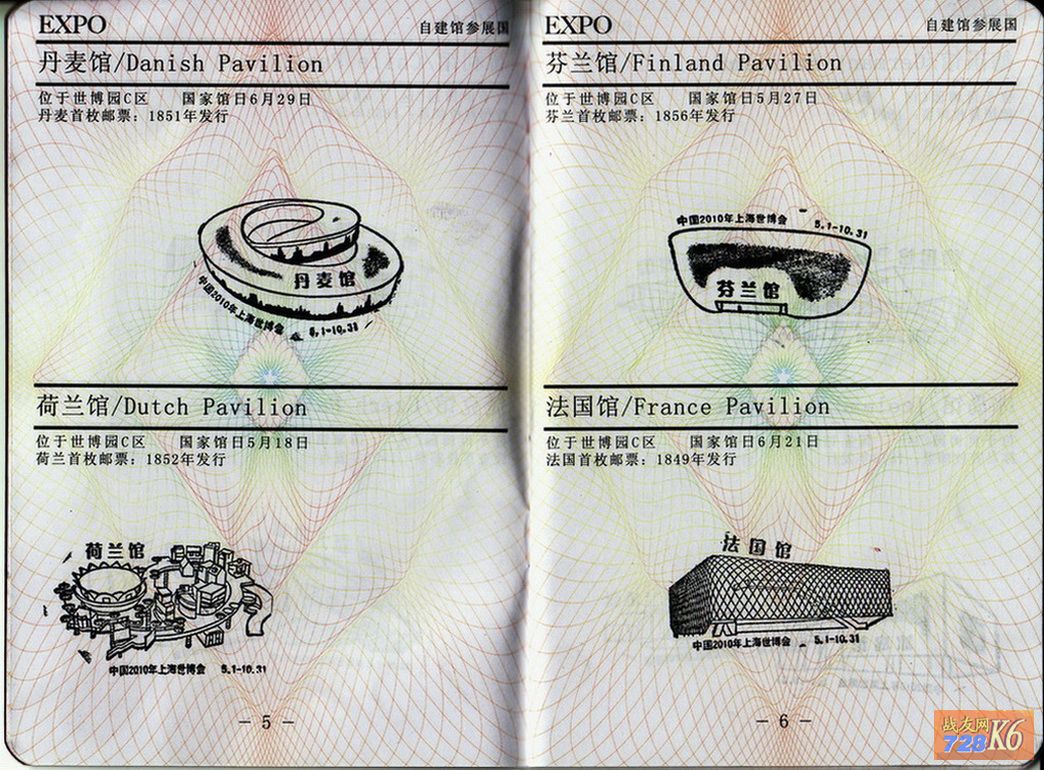 EXPO
自建馆参展国
丹麦馆/Danish Pavilion
位于世博园C区 国家馆日6月29日
丹麦首枚邮票：1851年发行
丹麦馆
中国2010年上海世博会 5.1-10.31
荷兰馆/Dutch Pavilion
位于世博园C区 国家馆日5月18日
荷兰首枚邮票：1852年发行
荷兰馆
中国2010年上海世博会 5.1-10.31
- 5 -
EXPO
自建馆参展国
芬兰馆/Finland Pavilion
位于世博园C区 国家馆日5月27日
芬兰首枚邮票：1856年发行
中国2010年上海世博会 5.1-10.31
芬兰馆
法国馆/France Pavilion
位于世博园C区 国家馆日6月21日
法国首枚邮票：1849年发行
法国馆
中国2010年上海世博会 5.1-10.31
- 6 -
战友网
728K6